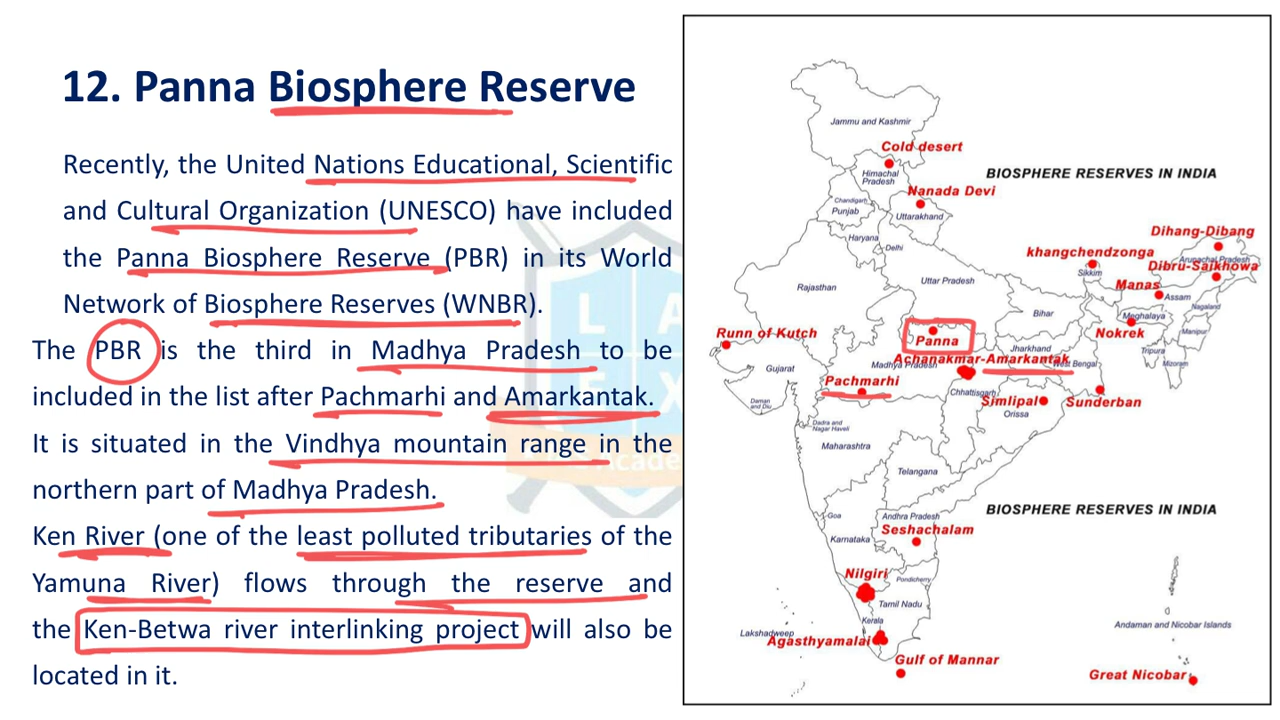 12. Panna Biosphere Reserve
Recently, the United Nations Educational, Scientific
and Cultural Organization (UNESCO) have included
the Panna Biosphere Reserve (PBR) in its World
Network of Biosphere Reserves (WNBR).
The PBR is the third in Madhya Pradesh to be
included in the list after Pachmarhi and Amarkantak.
It is situated in the Vindhya mountain range in the
northern part of Madhya Pradesh.
Ken River (one of the least polluted tributaries of the
Yamuna River) flows through the reserve and
the Ken-Betwa river interlinking project will also be
located in it.
Jammu and Kashmir
Cold desert
BIOSPHERE RESERVES IN INDIA
Himachal
Pradesh
Nanada Devi
Chandigarh
Punjab
Uttarakhand
Dihang-Dibang
Haryana
Delhi
khangchendzonga
Arunachal Pradesh
Dibru-Saikhowa
Sikkim
Rajasthan
Uttar Pradesh
Manas
Assam
Nagaland
Bihar
Meghalaya
Runn of Kutch
Panna
Nokrek
Manipur
Jharkhand
Tripura
Achanakmar-Amarkantak
Madhya Pradesh
West Bengal
Mizoram
Gujarat
Pachmarhi
Chhattisgarh
Simlipal
Sunderban
Daman
and Diu
Orissa
Dadra and
Nagar Haveli
Maharashtra
Telangana
BIOSPHERE RESERVES IN INDIA
Goa
Andhra Pradesh
Seshachalam
Karnataka
Nilgiri
Pondicherry
Tamil Nadu
Kerala
Andaman and Nicobar Islands
Lakshadweep
Agasthyamalai
Gulf of Mannar
Great Nicobar